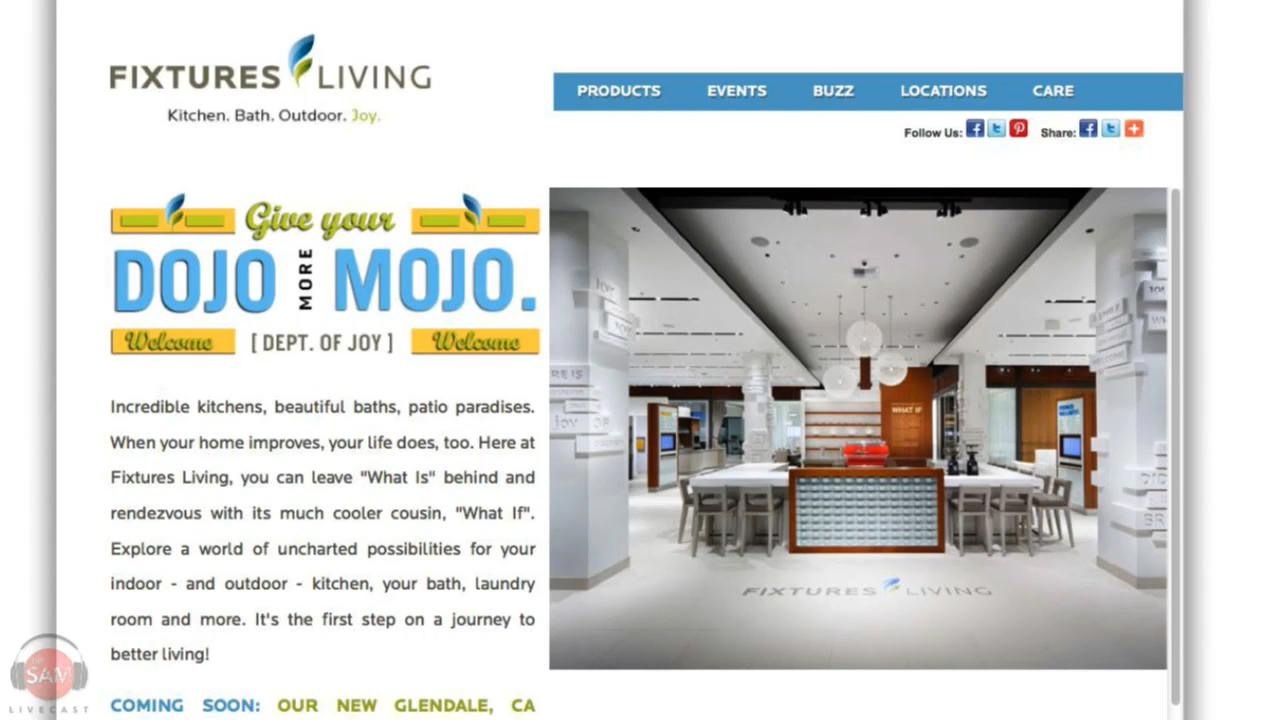 FIXTURES LIVING
Kitchen. Bath. Outdoor. Joy.
PRODUCTS EVENTS BUZZ LOCATIONS CARE
Follow Us: Share:
Give your
DOJO MORE MOJO.
Welcome [ DEPT. OF JOY ] Welcome
Incredible kitchens, beautiful baths, patio paradises.
When your home improves, your life does, too. Here at
Fixtures Living, you can leave "What Is" behind and
rendezvous with its much cooler cousin, "What If".
Explore a world of uncharted possibilities for your
indoor - and outdoor - kitchen, your bath, laundry
room and more. It's the first step on a journey to
better living!
COMING SOON: OUR NEW GLENDALE, CA
WHAT IF
FIXTURES LIVING
SAM
LIVECAST